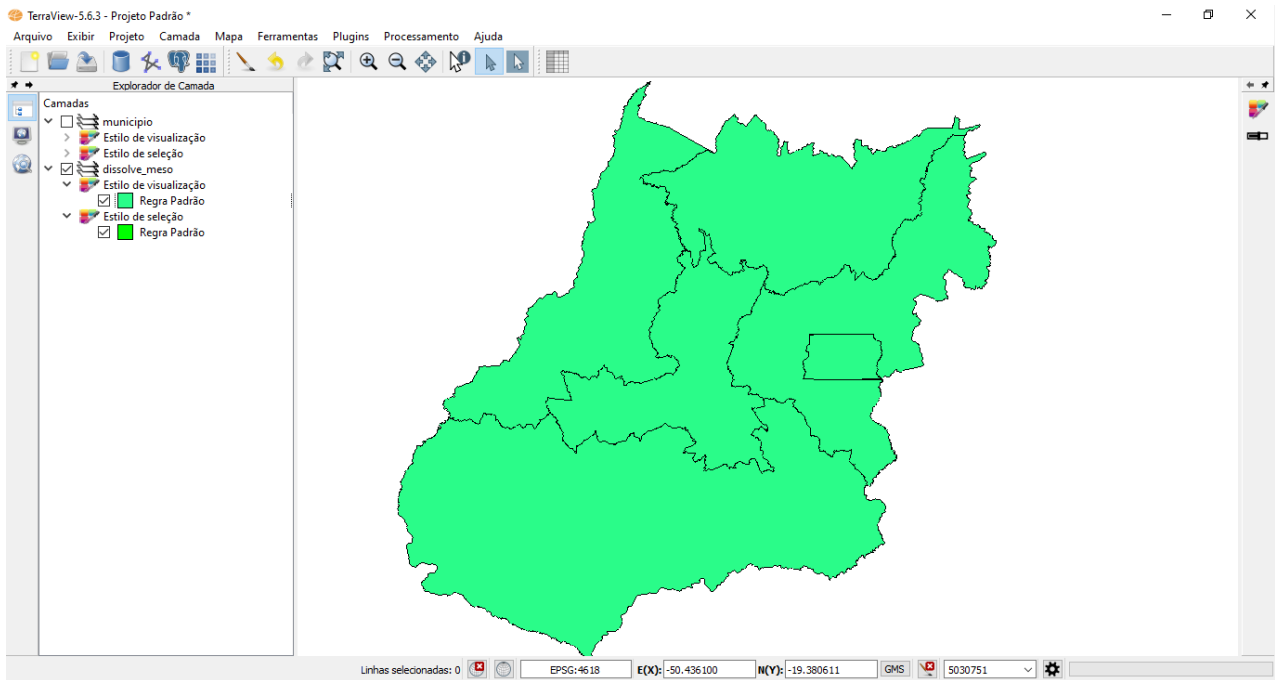 TerraView-5.6.3 - Projeto Padrão *
Arquivo Exibir Projeto Camada Mapa Ferramentas Plugins Processamento Ajuda
Explorador de Camada
Camadas
municipio
Estilo de visualização
Estilo de seleção
dissolve_meso
Estilo de visualização
Regra Padrão
Estilo de seleção
Regra Padrão
Linhas selecionadas: 0 EPSG:4618 E(X): -50.436100 N(Y): -19.380611 GMS 5030751